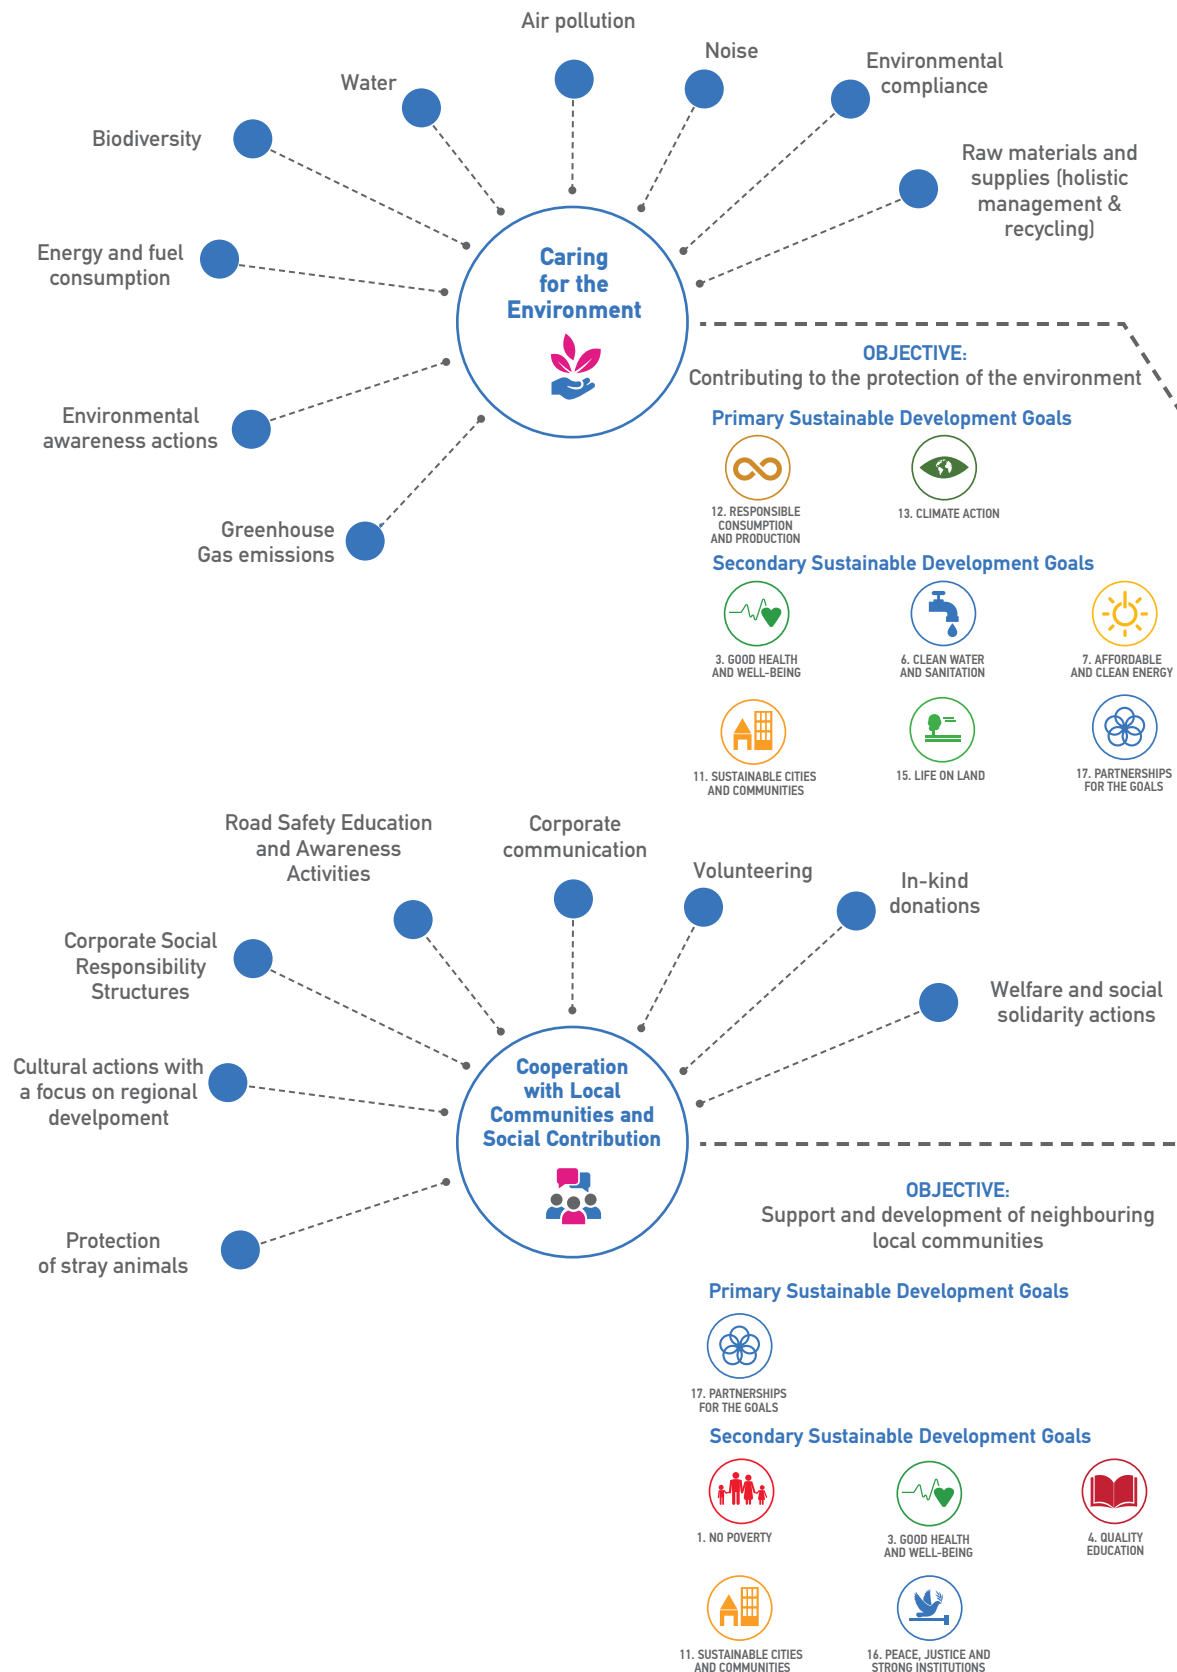 Air pollution
Noise
Environmental
compliance
Water
Biodiversity
Raw materials and
supplies (holistic
management &
recycling)
Energy and fuel
consumption
Caring
for the
Environment
Environmental
awareness actions
Greenhouse
Gas emissions
OBJECTIVE:
Contributing to the protection of the environment
Primary Sustainable Development Goals
12. RESPONSIBLE
CONSUMPTION
AND PRODUCTION
13. CLIMATE ACTION
Secondary Sustainable Development Goals
3. GOOD HEALTH
AND WELL-BEING
6. CLEAN WATER
AND SANITATION
7. AFFORDABLE
AND CLEAN ENERGY
11. SUSTAINABLE CITIES
AND COMMUNITIES
15. LIFE ON LAND
17. PARTNERSHIPS
FOR THE GOALS
Road Safety Education
and Awareness
Activities
Corporate
communication
Volunteering
In-kind
donations
Corporate Social
Responsibility
Structures
Welfare and social
solidarity actions
Cultural actions with
a focus on regional
develpoment
Cooperation
with Local
Communities and
Social Contribution
Protection
of stray animals
OBJECTIVE:
Support and development of neighbouring
local communities
Primary Sustainable Development Goals
17. PARTNERSHIPS
FOR THE GOALS
Secondary Sustainable Development Goals
1. NO POVERTY
3. GOOD HEALTH
AND WELL-BEING
4. QUALITY
EDUCATION
11. SUSTAINABLE CITIES
AND COMMUNITIES
16. PEACE, JUSTICE AND
STRONG INSTITUTIONS